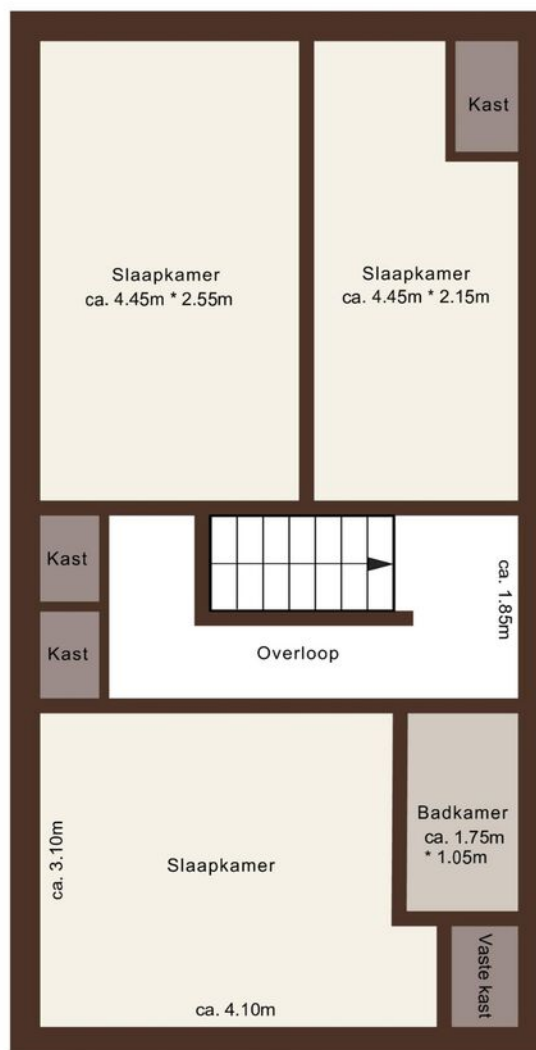 Kast
Slaapkamer
ca. 4.45m * 2.55m
Slaapkamer
ca. 4.45m * 2.15m
Kast
ca. 1.85m
Overloop
Kast
Badkamer
ca. 1.75m
* 1.05m
ca. 3.10m
Slaapkamer
Vaste kast
ca. 4.10m